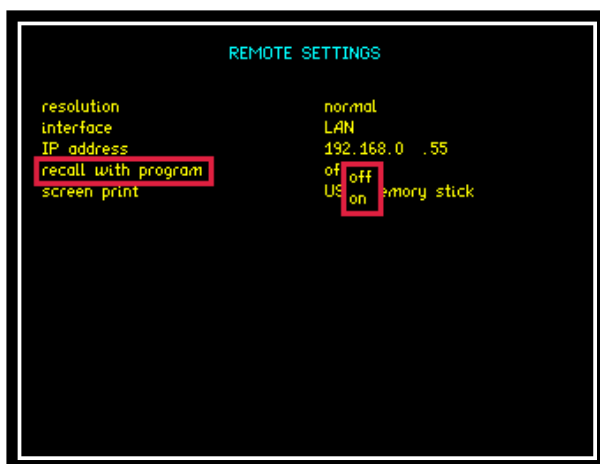 REMOTE SETTINGS
resolution normal
interface LAN
IP address 192.168.0 .55
recall with program of
off
screen print US emory stick
on